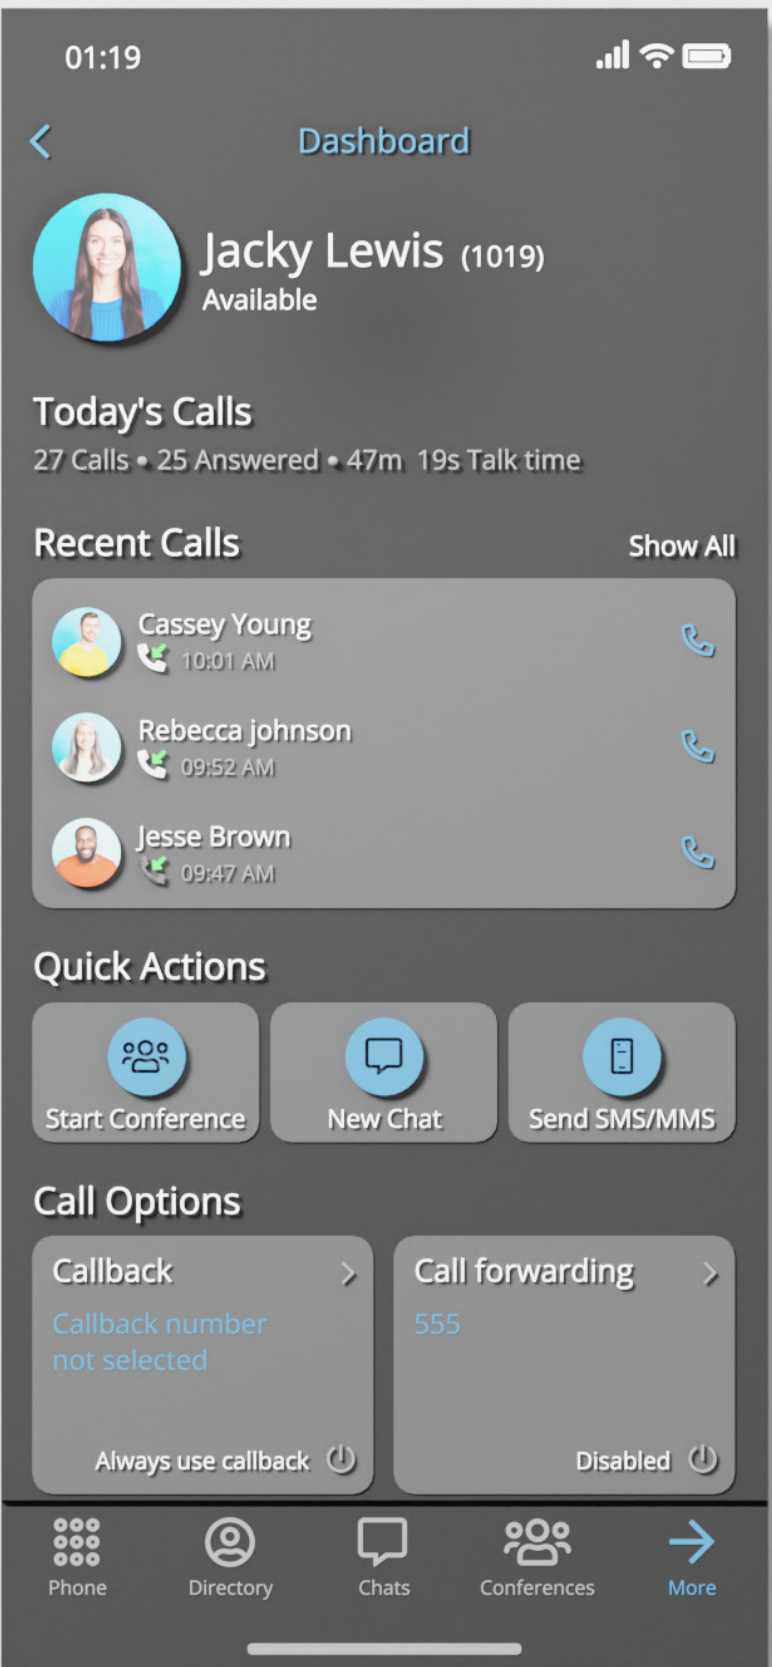 01:19
Dashboard
Jacky Lewis (1019)
Available
Today's Calls
27 Calls • 25 Answered • 47m 19s Talk time
Recent Calls
Show All
Cassey Young
10:01 AM
Rebecca johnson
09:52 AM
Jesse Brown
09:47 AM
Quick Actions
Start Conference
New Chat
Send SMS/MMS
Call Options
Callback
Callback number
not selected
Always use callback
Call forwarding
555
Disabled
Phone
Directory
Chats
Conferences
More